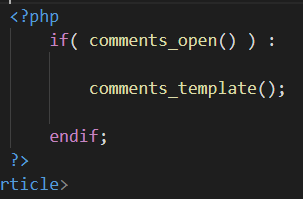 <?php
if( comments_open() ) :
comments_template();
endif;
?>
rticle>